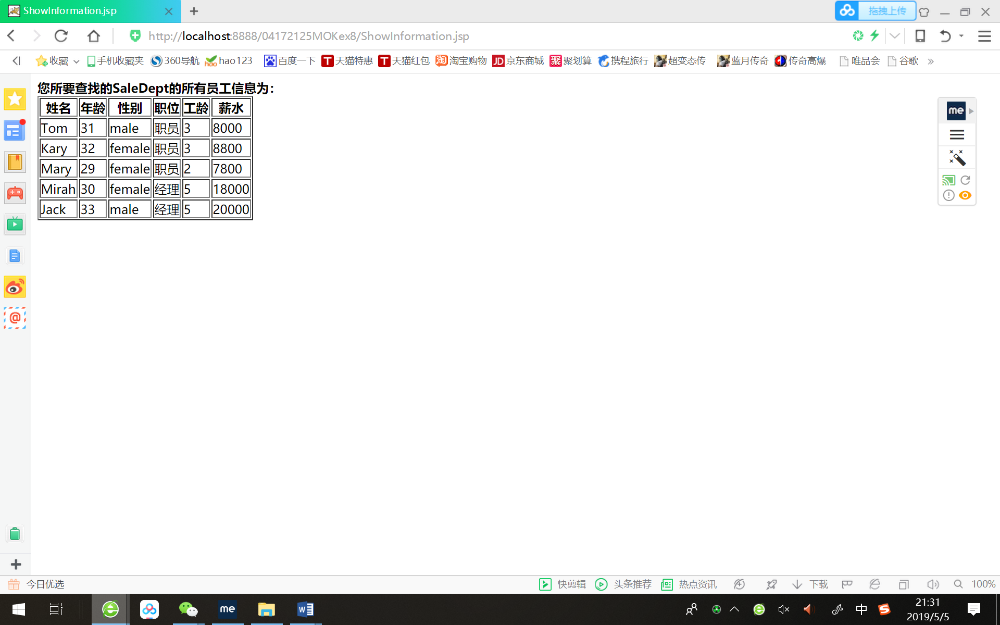 ShowInformation.jsp
拖拽上传
http://localhost:8888/04172125MOKex8/ShowInformation.jsp
收藏 手机收藏夹 360导航 hao123 百度一下 T 天猫特惠 T 天猫红包 淘 淘宝购物 JD 京东商城 聚 聚划算 携程旅行 超变态传 蓝月传奇 传奇高爆 唯品会 谷歌 »
您所要查找的SaleDept的所有员工信息为：
姓名 年龄 性别 职位 工龄 薪水
Tom 31 male 职员 3 8000
Kary 32 female 职员 3 8800
Mary 29 female 职员 2 7800
Mirah 30 female 经理 5 18000
Jack 33 male 经理 5 20000
me
今日优选 快剪辑 头条推荐 热点资讯 下载 100%
me 中 21:31
2019/5/5